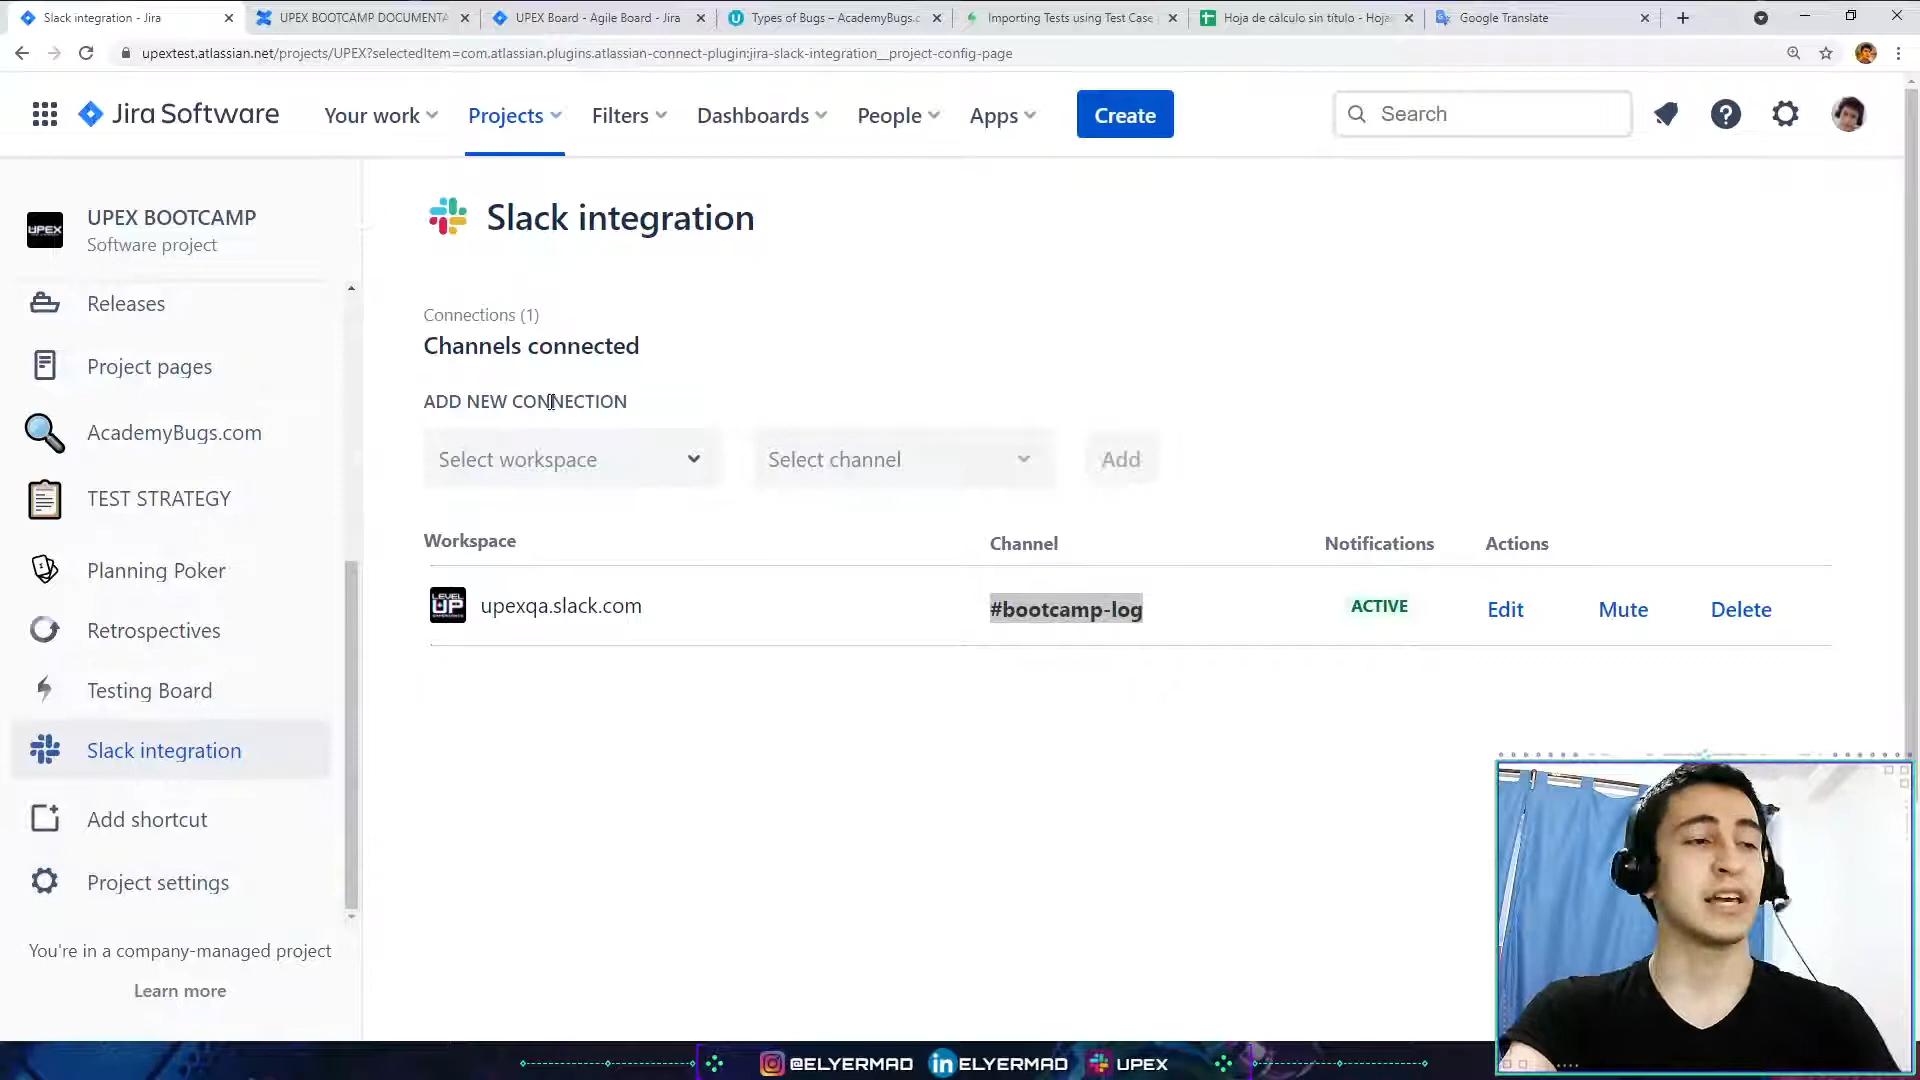 Slack integration - Jira
UPEX BOOTCAMP DOCUMENTA
UPEX Board - Agile Board - Jira
Types of Bugs – AcademyBugs.c
Importing Tests using Test Case
Hoja de cálculo sin título - Hoja
Google Translate
upextest.atlassian.net/projects/UPEX?selectedItem=com.atlassian.plugins.atlassian-connect-plugin:jira-slack-integration__project-config-page
Jira Software
Your work
Projects
Filters
Dashboards
People
Apps
Create
Search
UPEX
UPEX BOOTCAMP
Software project
Releases
Project pages
AcademyBugs.com
TEST STRATEGY
Planning Poker
Retrospectives
Testing Board
Slack integration
Add shortcut
Project settings
You're in a company-managed project
Learn more
Slack integration
Connections (1)
Channels connected
ADD NEW CONNECTION
Select workspace
Select channel
Add
Workspace
Channel
Notifications
Actions
LEVEL
UP
upexqa.slack.com
#bootcamp-log
ACTIVE
Edit
Mute
Delete
@ELYERMAD
ELYERMAD
UPEX